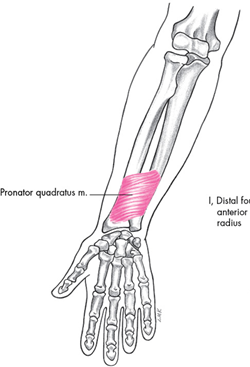 Pronator quadratus m.
I, Distal fo
anterior
radius